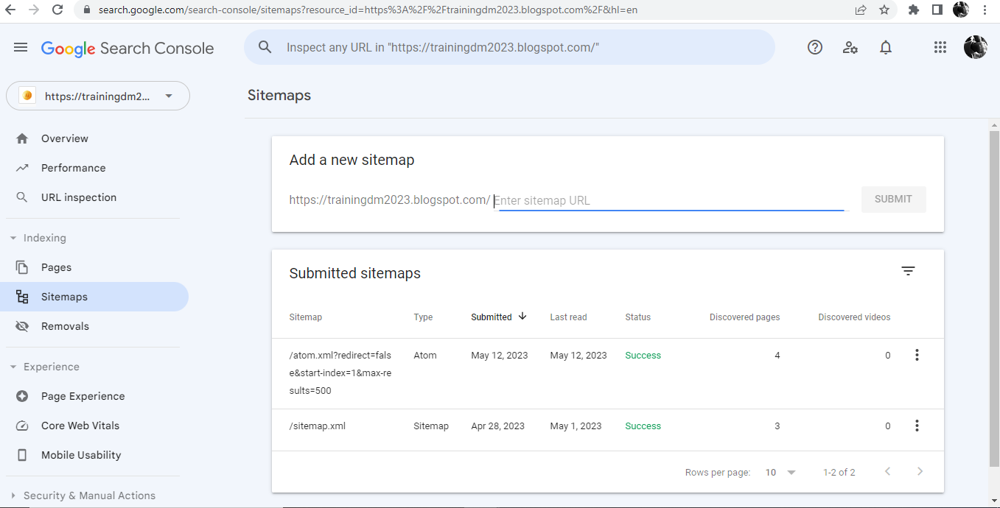 search.google.com/search-console/sitemaps?resource_id=https%3A%2F%2Ftrainingdm2023.blogspot.com%2F&hl=en
Google Search Console
Inspect any URL in "https://trainingdm2023.blogspot.com/"
https://trainingdm2...
Sitemaps
Overview
Performance
URL inspection
Indexing
Pages
Sitemaps
Removals
Experience
Page Experience
Core Web Vitals
Mobile Usability
Security & Manual Actions
Add a new sitemap
https://trainingdm2023.blogspot.com/ Enter sitemap URL SUBMIT
Submitted sitemaps
Sitemap Type Submitted Last read Status Discovered pages Discovered videos
/atom.xml?redirect=fals Atom May 12, 2023 May 12, 2023 Success 4 0
e&start-index=1&max-re
sults=500
/sitemap.xml Sitemap Apr 28, 2023 May 1, 2023 Success 3 0
Rows per page: 10 1-2 of 2